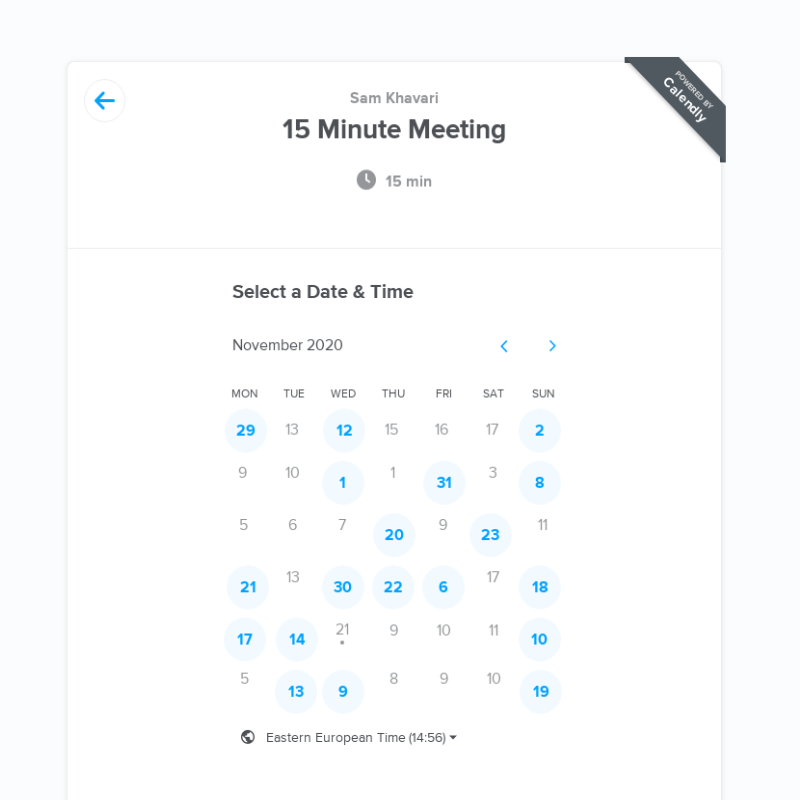 POWERED BY
Calendly
Sam Khavari
15 Minute Meeting
15 min
Select a Date & Time
November 2020
MON TUE WED THU FRI SAT SUN
29 13 12 15 16 17 2
9 10 1 1 31 3 8
5 6 7 20 9 23 11
21 13 30 22 6 17 18
17 14 21 9 10 11 10
5 13 9 8 9 10 19
Eastern European Time (14:56)